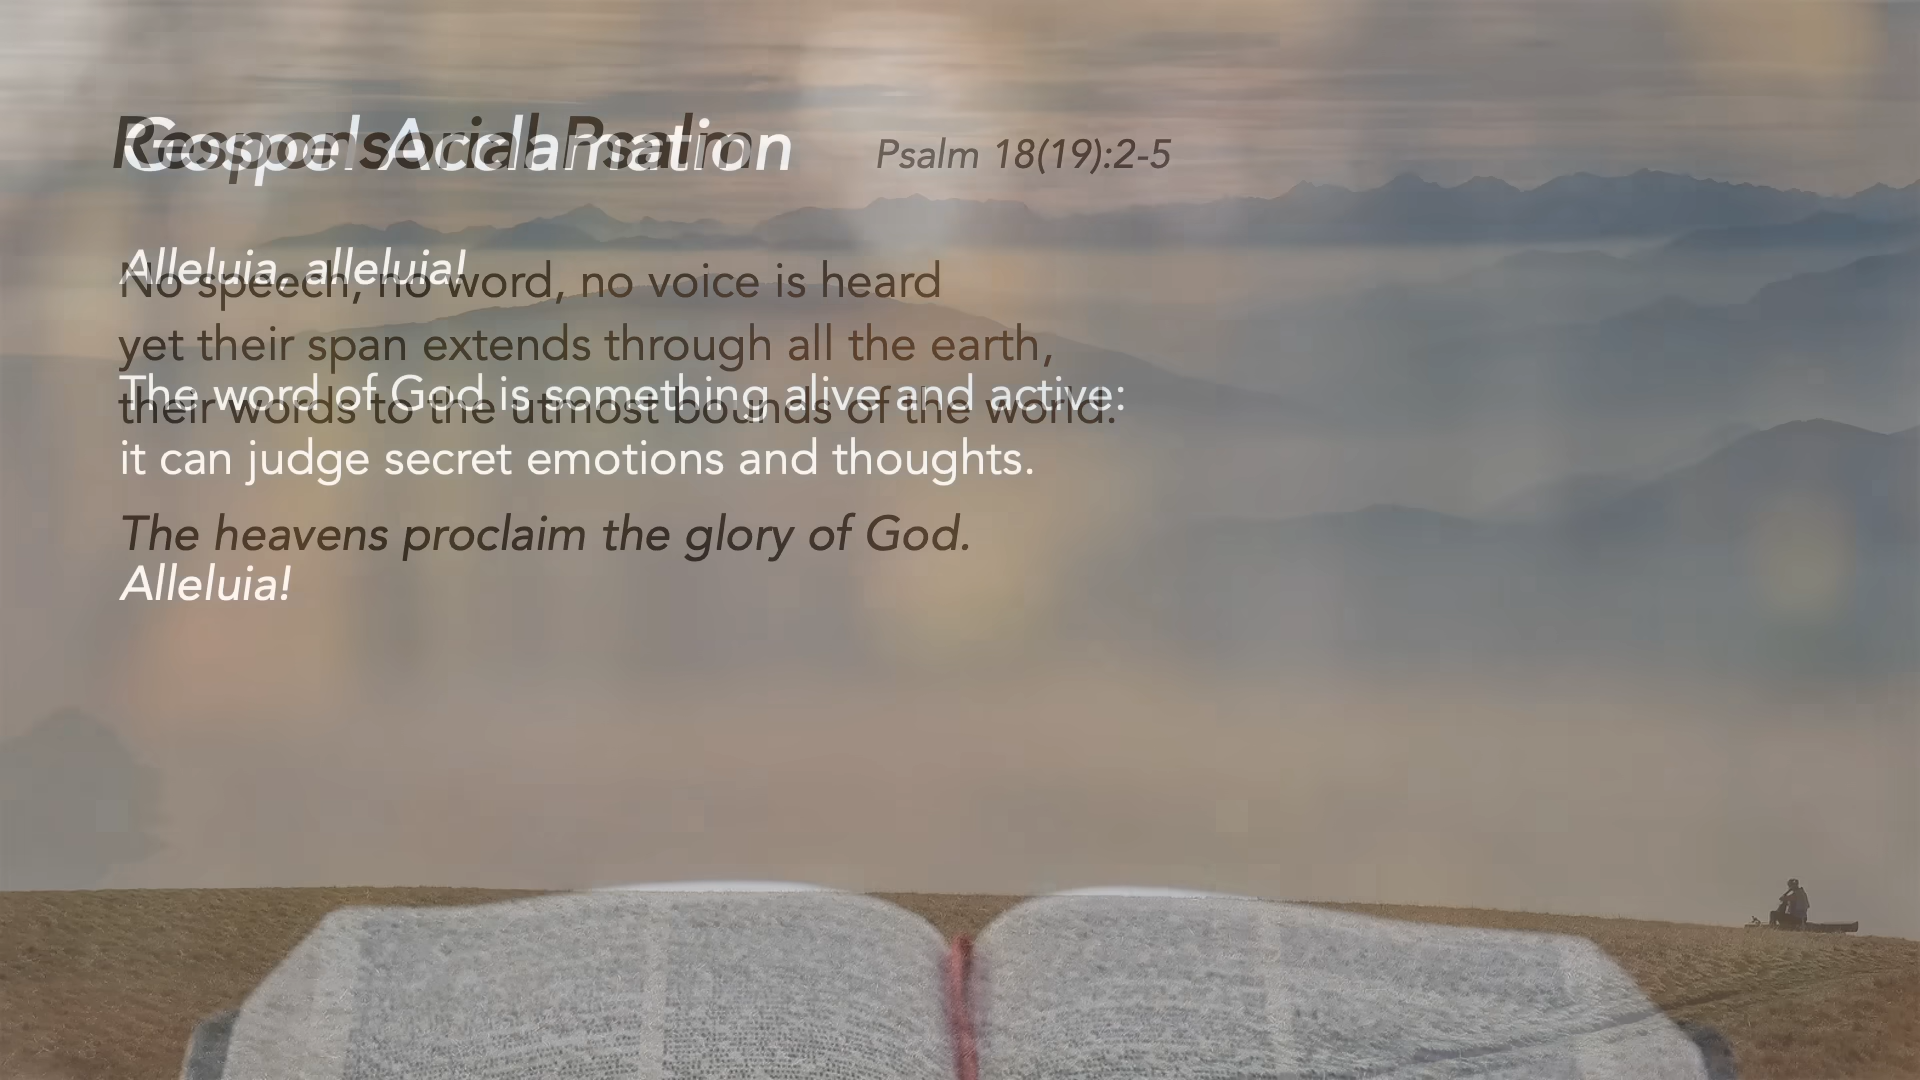 Responsorial Psalm
Psalm 18(19):2-5
No speech, no word, no voice is heard
yet their span extends through all the earth,
their words to the utmost bounds of the world.
The heavens proclaim the glory of God.
Gospel Acclamation
Alleluia, alleluia!
The word of God is something alive and active:
it can judge secret emotions and thoughts.
Alleluia!